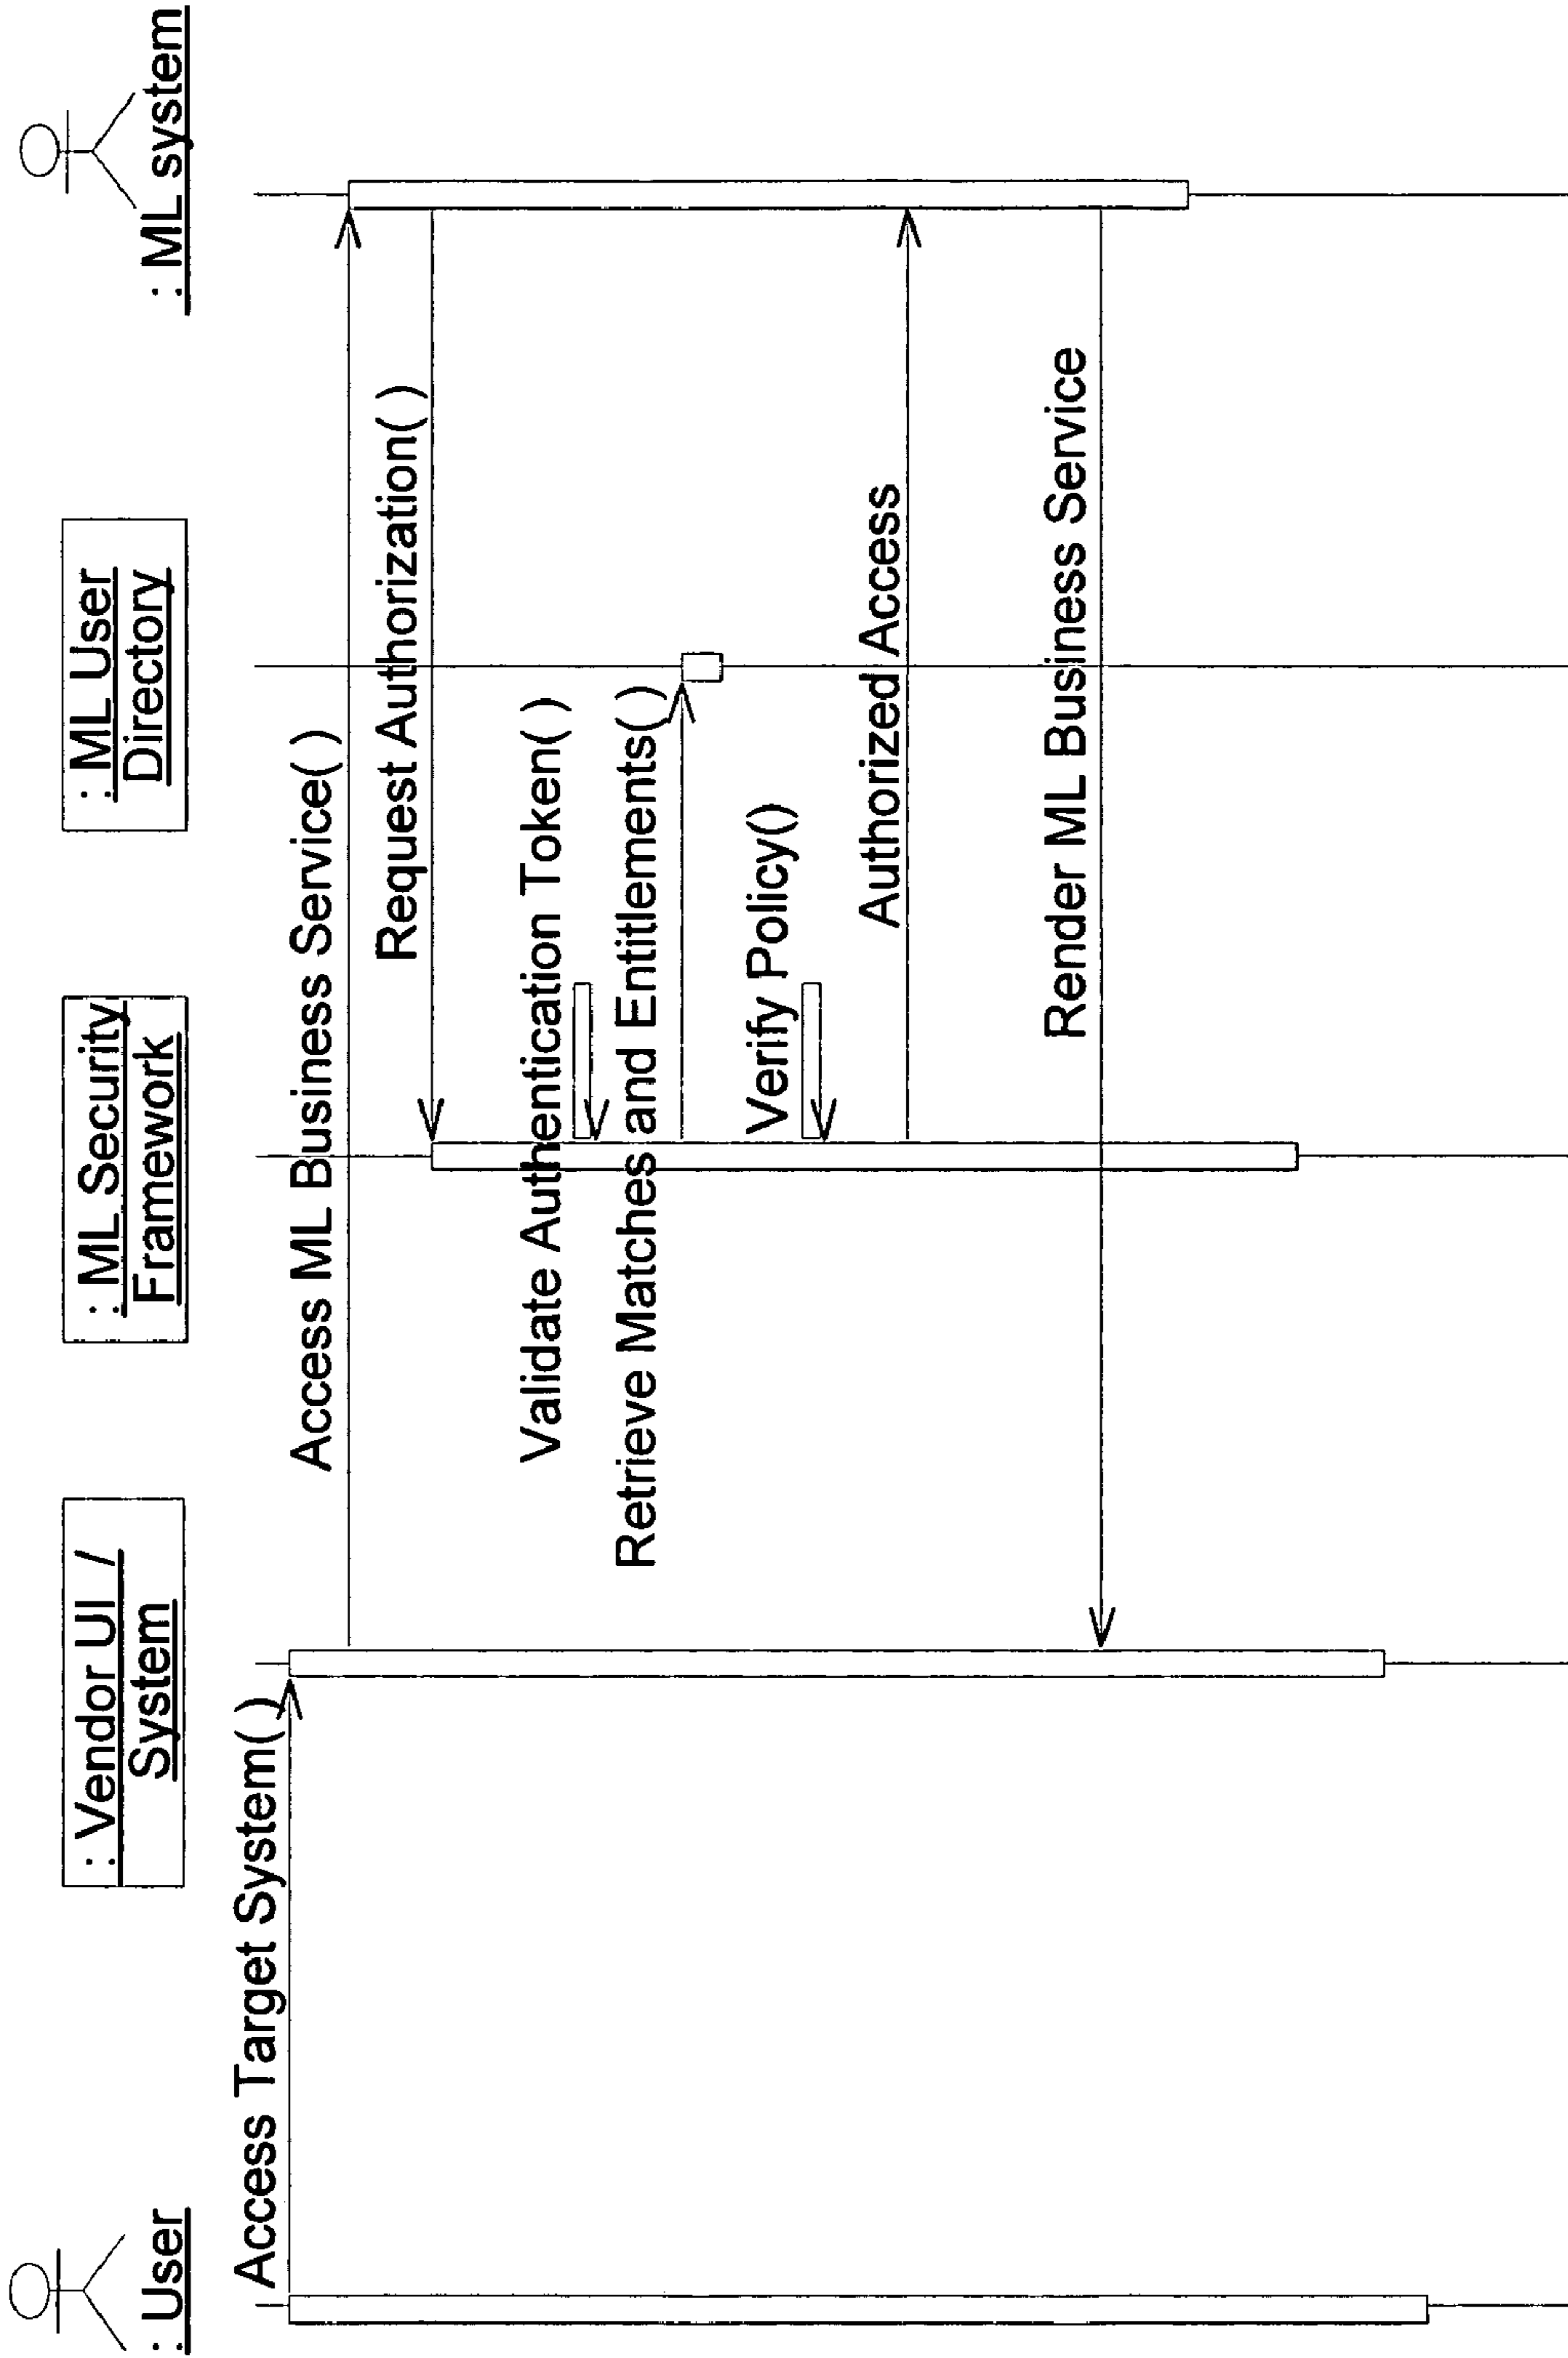 : User
: Vendor UI /
System
: ML Security
Framework
: ML User
Directory
: ML system
Access Target System( )
Access ML Business Service( )
Request Authorization( )
Validate Authentication Token( )
Retrieve Matches and Entitlements( )
Verify Policy()
Authorized Access
Render ML Business Service